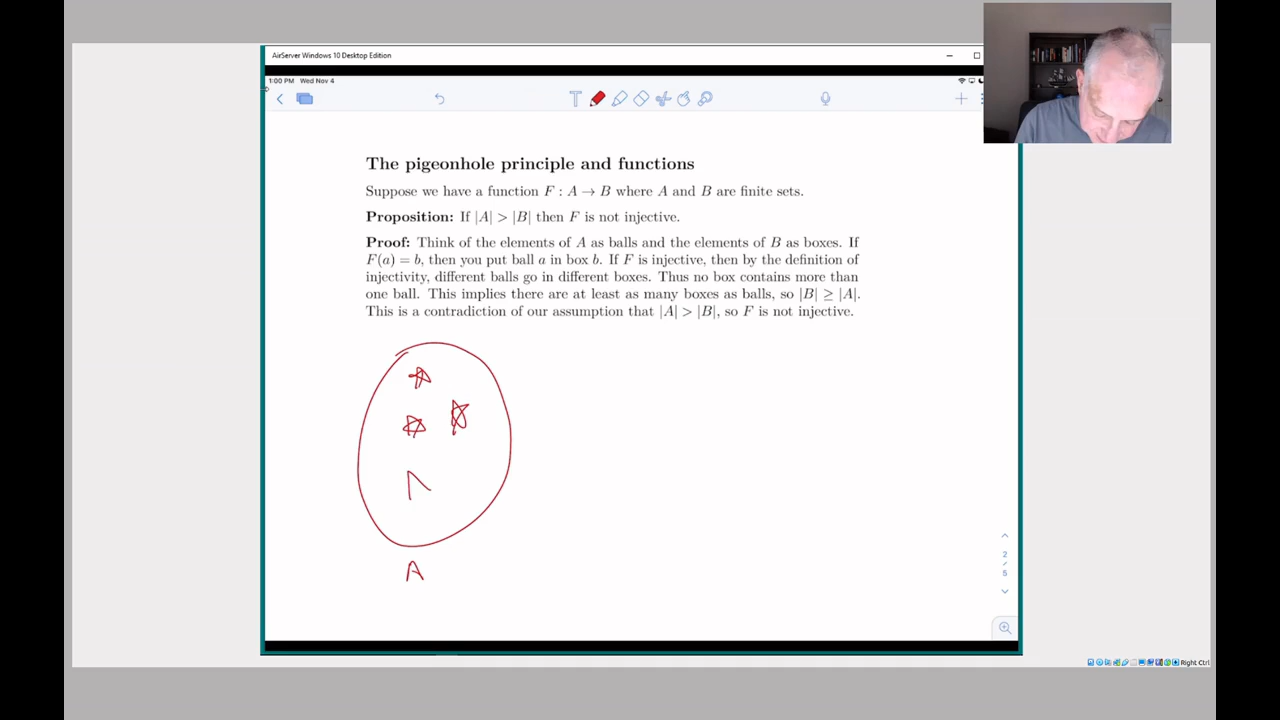 AirServer Windows 10 Desktop Edition
1:00 PM Wed Nov 4
The pigeonhole principle and functions
Suppose we have a function F : A → B where A and B are finite sets.
Proposition: If |A| > |B| then F is not injective.
Proof: Think of the elements of A as balls and the elements of B as boxes. If
F(a) = b, then you put ball a in box b. If F is injective, then by the definition of
injectivity, different balls go in different boxes. Thus no box contains more than
one ball. This implies there are at least as many boxes as balls, so |B| ≥ |A|.
This is a contradiction of our assumption that |A| > |B|, so F is not injective.
A
2
/
5
Right Ctrl